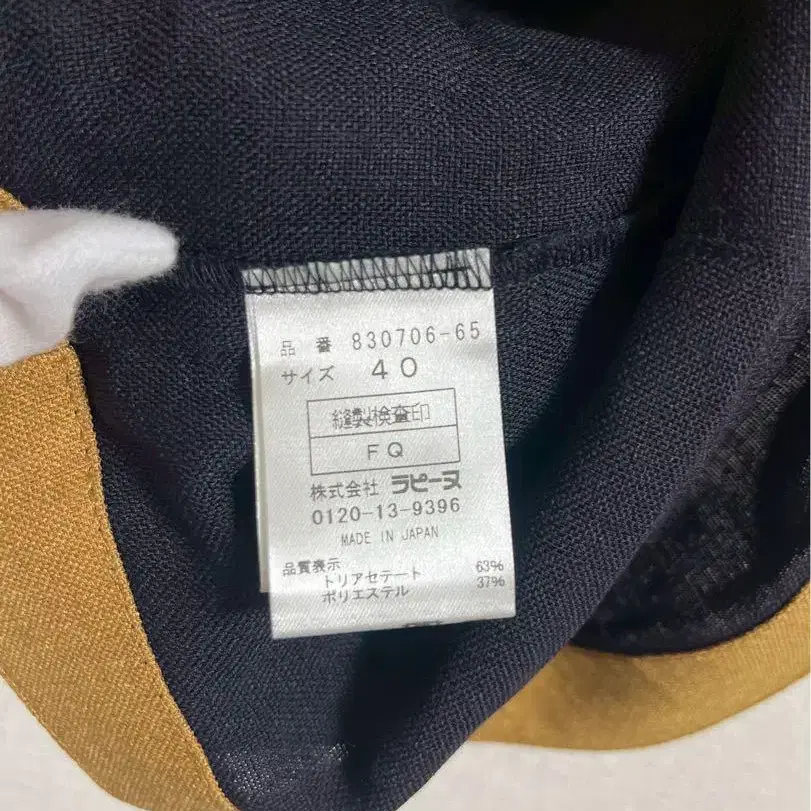 品 番 830706-65
サイズ 40
縫製検査印
FQ
株式会社 ラピーヌ
0120-13-9396
MADE IN JAPAN
品質表示
トリアセテート 63%
ポリエステル 37%